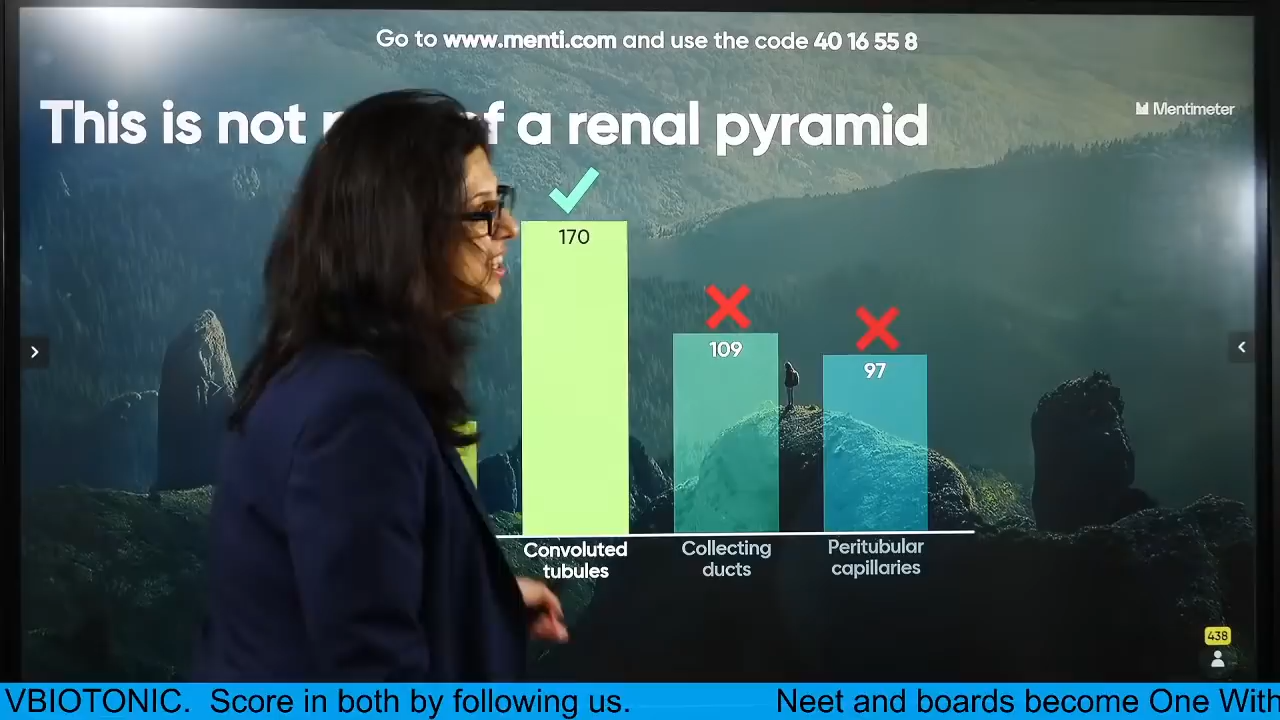 Go to www.menti.com and use the code 40 16 55 8
This is not a renal pyramid
Mentimeter
170
109
97
Convoluted tubules
Collecting ducts
Peritubular capillaries
438
VBIOTONIC. Score in both by following us. Neet and boards become One With